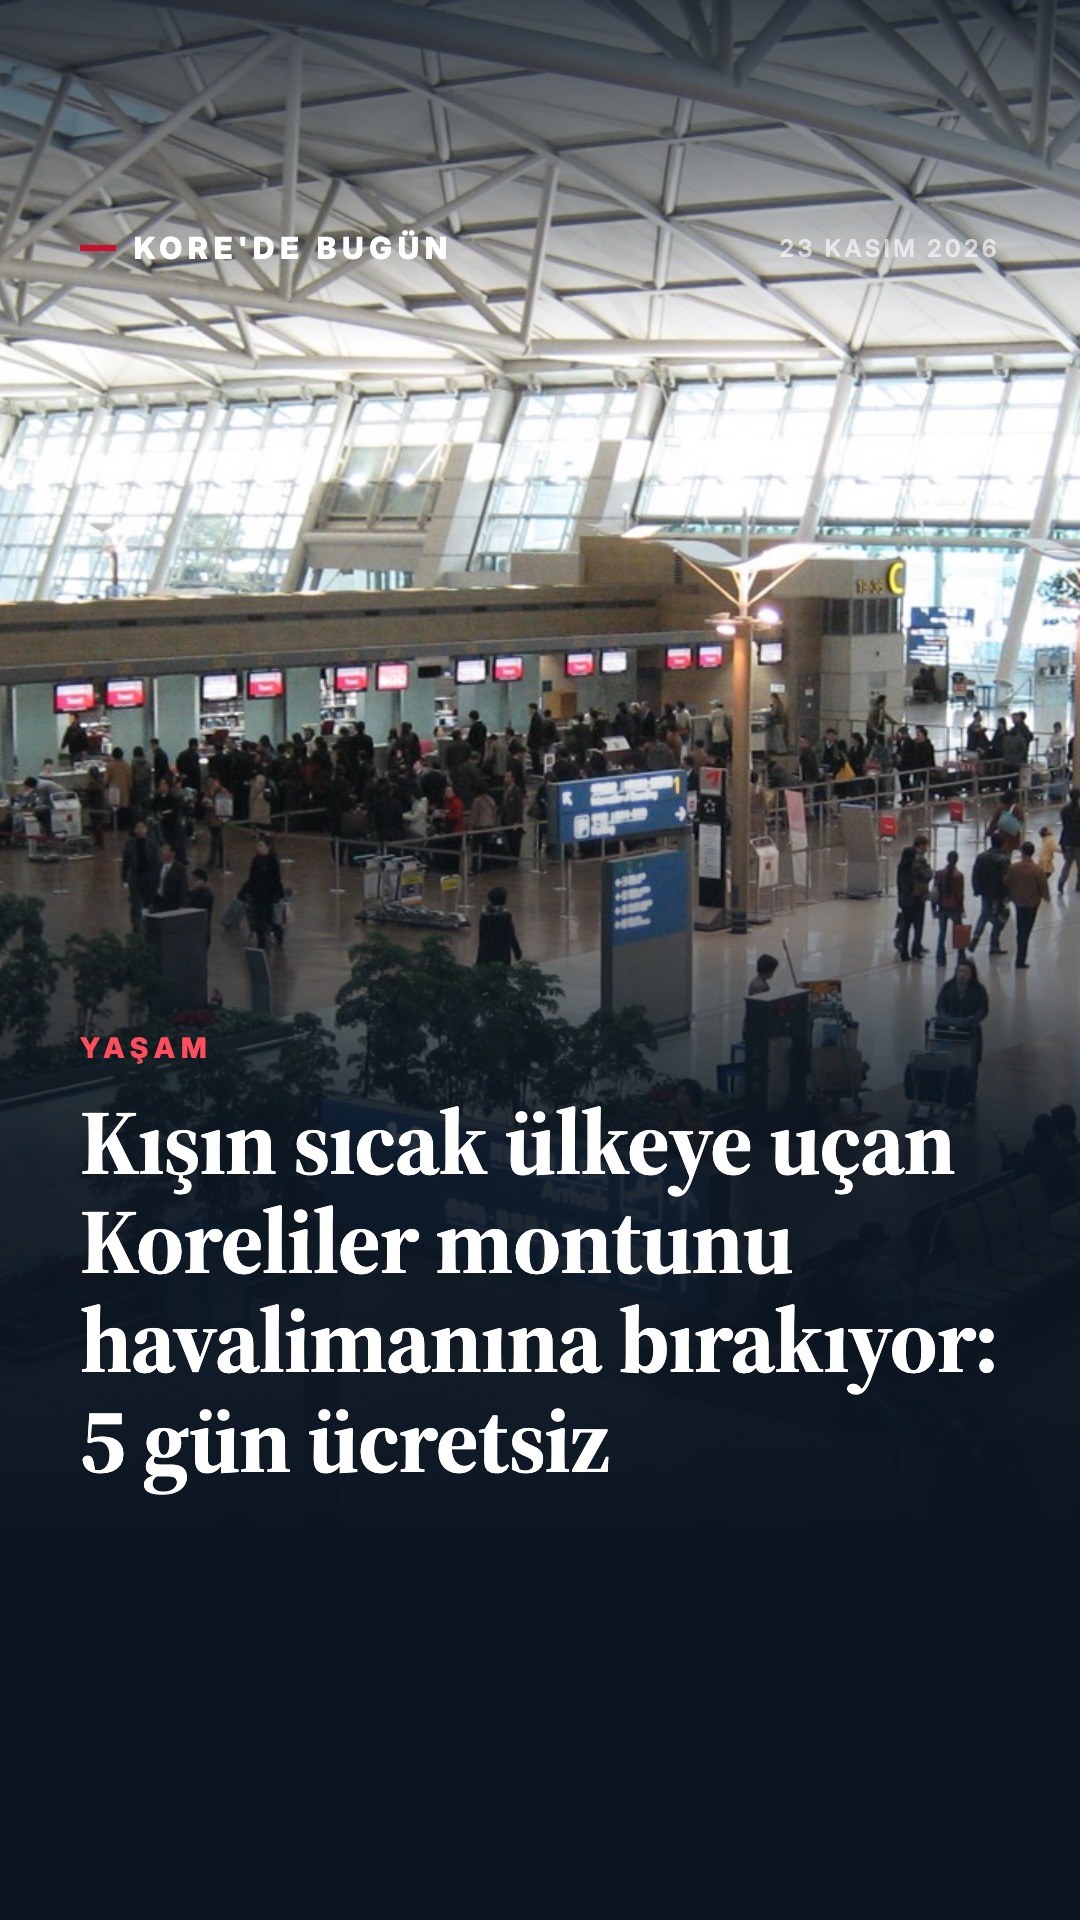 KORE'DE BUGÜN
23 KASIM 2026
C
YAŞAM
Kışın sıcak ülkeye uçan
Koreliler montunu
havalimanına bırakıyor:
5 gün ücretsiz